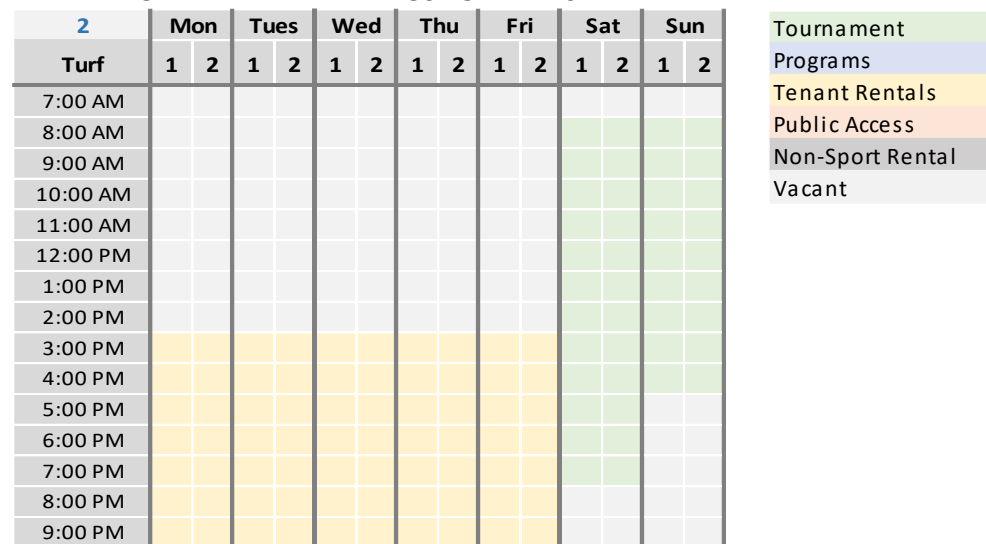 2 Mon Tues Wed Thu Fri Sat Sun
Turf 1 2 1 2 1 2 1 2 1 2 1 2 1 2
7:00 AM
8:00 AM
9:00 AM
10:00 AM
11:00 AM
12:00 PM
1:00 PM
2:00 PM
3:00 PM
4:00 PM
5:00 PM
6:00 PM
7:00 PM
8:00 PM
9:00 PM
Tournament
Programs
Tenant Rentals
Public Access
Non-Sport Rental
Vacant